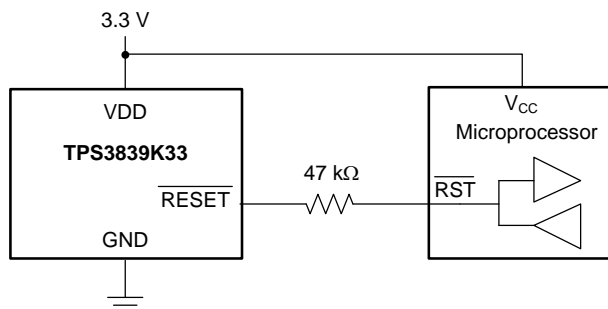 3.3 V
VDD
TPS3839K33
RESET
GND
47 kΩ
VCC
Microprocessor
RST